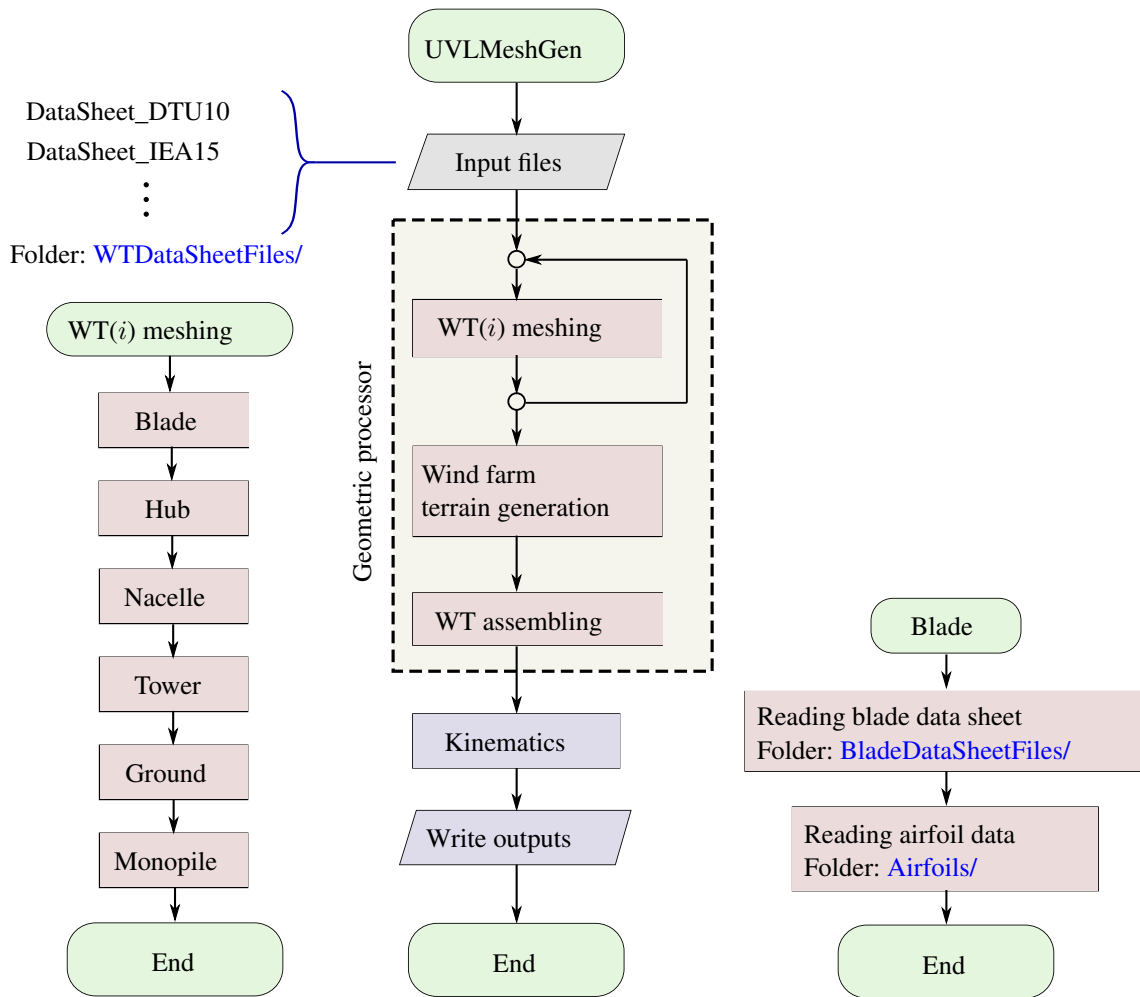 UVLMeshGen
DataSheet_DTU10
DataSheet_IEA15
Folder: WTDataSheetFiles/
Input files
Geometric processor
WT(i) meshing
Wind farm
terrain generation
WT assembling
Kinematics
Write outputs
End
WT(i) meshing
Blade
Hub
Nacelle
Tower
Ground
Monopile
End
Blade
Reading blade data sheet
Folder: BladeDataSheetFiles/
Reading airfoil data
Folder: Airfoils/
End